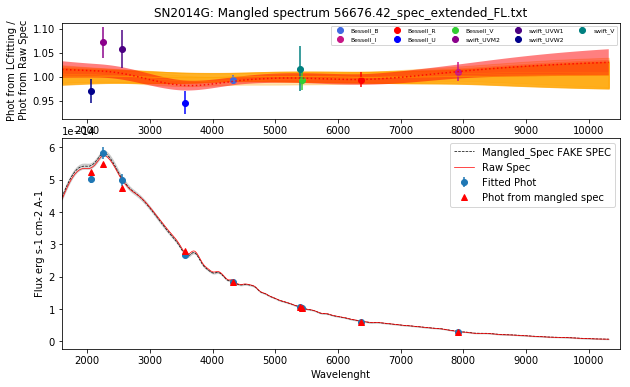 SN2014G: Mangled spectrum 56676.42_spec_extended_FL.txt
Phot from LCfitting /
Phot from Raw Spec
1.10
1.05
1.00
0.95
Bessell_B
Bessell_I
Bessell_R
Bessell_U
Bessell_V
swift_UVM2
swift_UVW1
swift_UVW2
swift_V
2000 3000 4000 5000 6000 7000 8000 9000 10000
1e−14
Flux erg s-1 cm-2 A-1
6
5
4
3
2
1
0
Mangled_Spec FAKE SPEC
Raw Spec
Fitted Phot
Phot from mangled spec
2000 3000 4000 5000 6000 7000 8000 9000 10000
Wavelenght